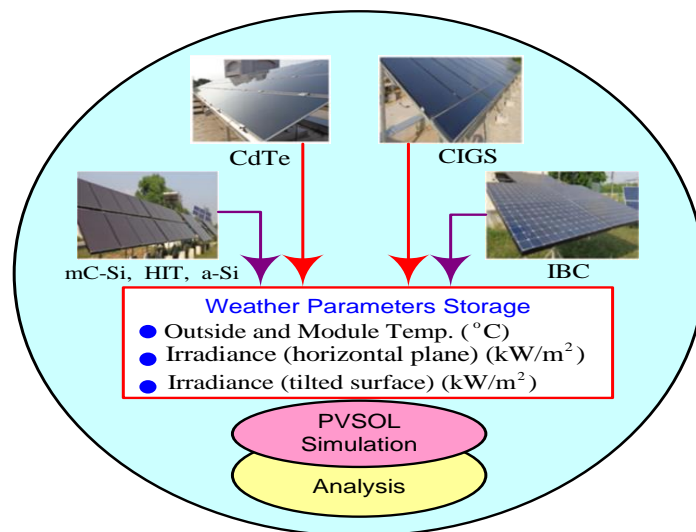 CdTe
CIGS
mC-Si, HIT, a-Si
IBC
Weather Parameters Storage
Outside and Module Temp. (°C)
Irradiance (horizontal plane) (kW/m²)
Irradiance (tilted surface) (kW/m²)
PVSOL
Simulation
Analysis